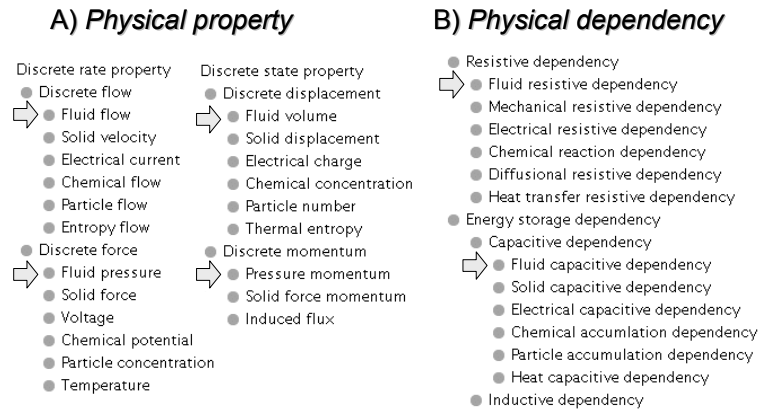 A) Physical property
Discrete rate property
Discrete flow
Fluid flow
Solid velocity
Electrical current
Chemical flow
Particle flow
Entropy flow
Discrete force
Fluid pressure
Solid force
Voltage
Chemical potential
Particle concentration
Temperature
Discrete state property
Discrete displacement
Fluid volume
Solid displacement
Electrical charge
Chemical concentration
Particle number
Thermal entropy
Discrete momentum
Pressure momentum
Solid force momentum
Induced flux
B) Physical dependency
Resistive dependency
Fluid resistive dependency
Mechanical resistive dependency
Electrical resistive dependency
Chemical reaction dependency
Diffusional resistive dependency
Heat transfer resistive dependency
Energy storage dependency
Capacitive dependency
Fluid capacitive dependency
Solid capacitive dependency
Electrical capacitive dependency
Chemical accumlation dependency
Particle accumulation dependency
Heat capacitive dependency
Inductive dependency